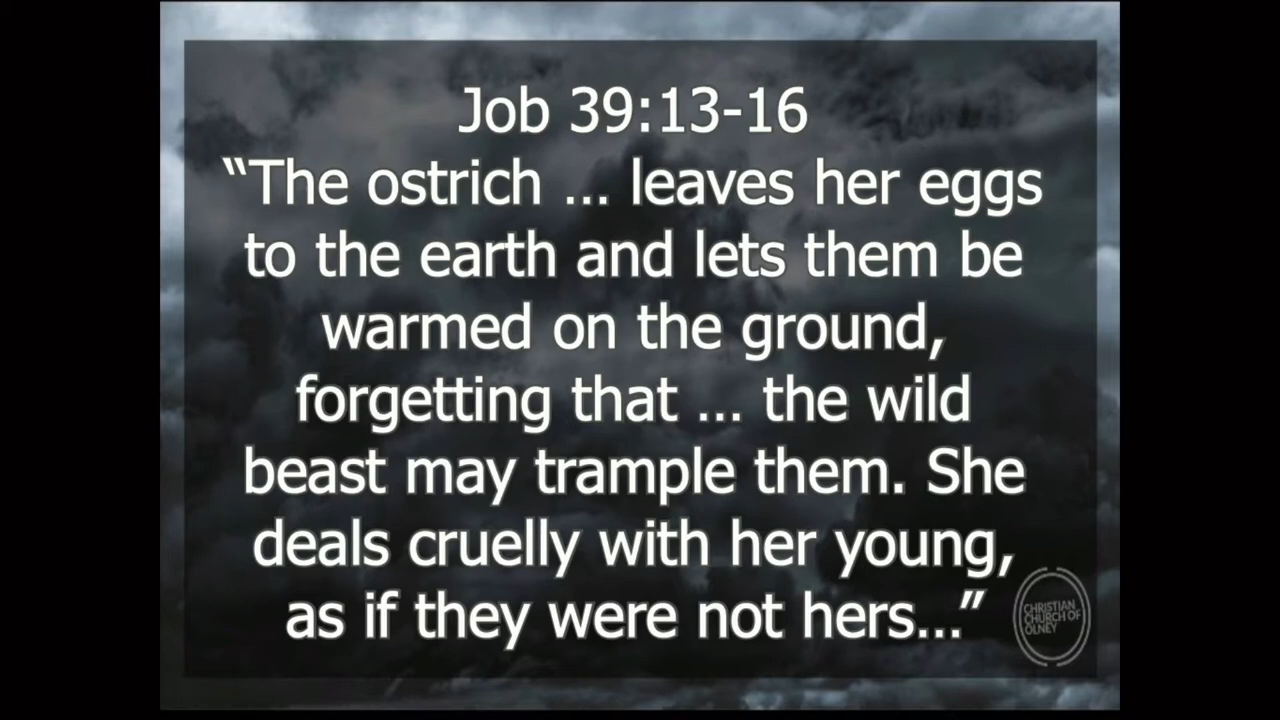 Job 39:13-16
“The ostrich ... leaves her eggs
to the earth and lets them be
warmed on the ground,
forgetting that ... the wild
beast may trample them. She
deals cruelly with her young,
as if they were not hers...”
CHRISTIAN
CHURCH OF
OLNEY